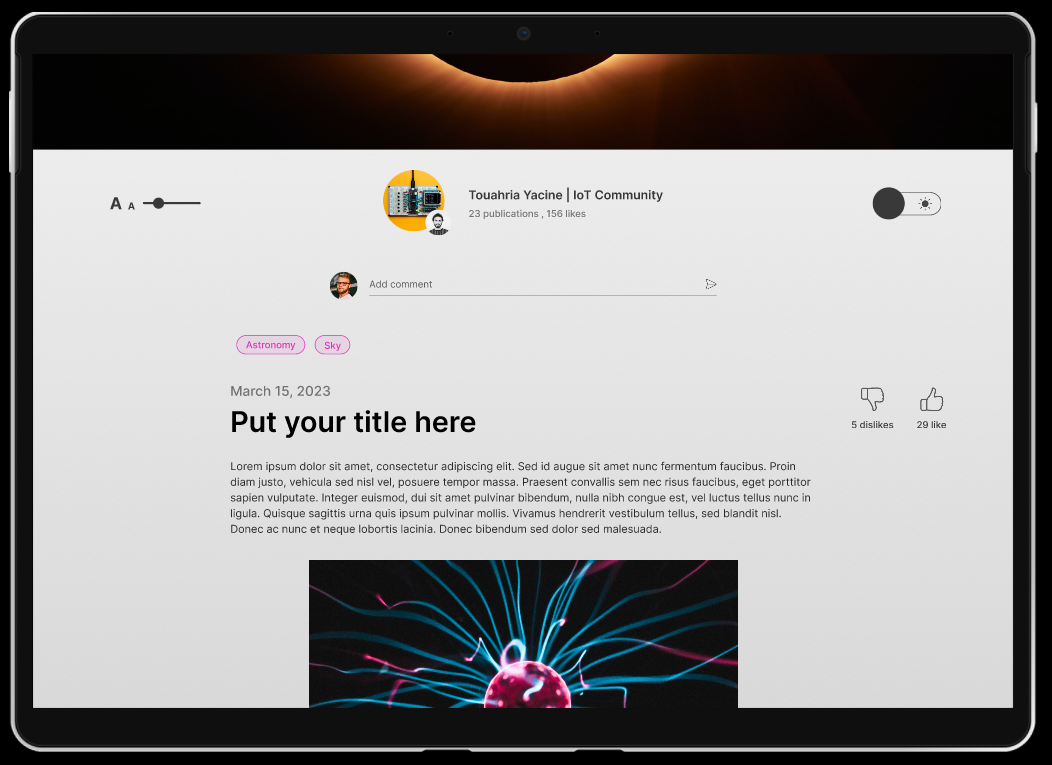 A A
Touahria Yacine | IoT Community
23 publications , 156 likes
Add comment
Astronomy Sky
March 15, 2023
Put your title here
5 dislikes 29 like
Lorem ipsum dolor sit amet, consectetur adipiscing elit. Sed id augue sit amet nunc fermentum faucibus. Proin
diam justo, vehicula sed nisl vel, posuere tempor massa. Praesent convallis sem nec risus faucibus, eget porttitor
sapien vulputate. Integer euismod, dui sit amet pulvinar bibendum, nulla nibh congue est, vel luctus tellus nunc in
ligula. Quisque sagittis urna quis ipsum pulvinar mollis. Vivamus hendrerit vestibulum tellus, sed blandit nisl.
Donec ac nunc et neque lobortis lacinia. Donec bibendum sed dolor sed malesuada.